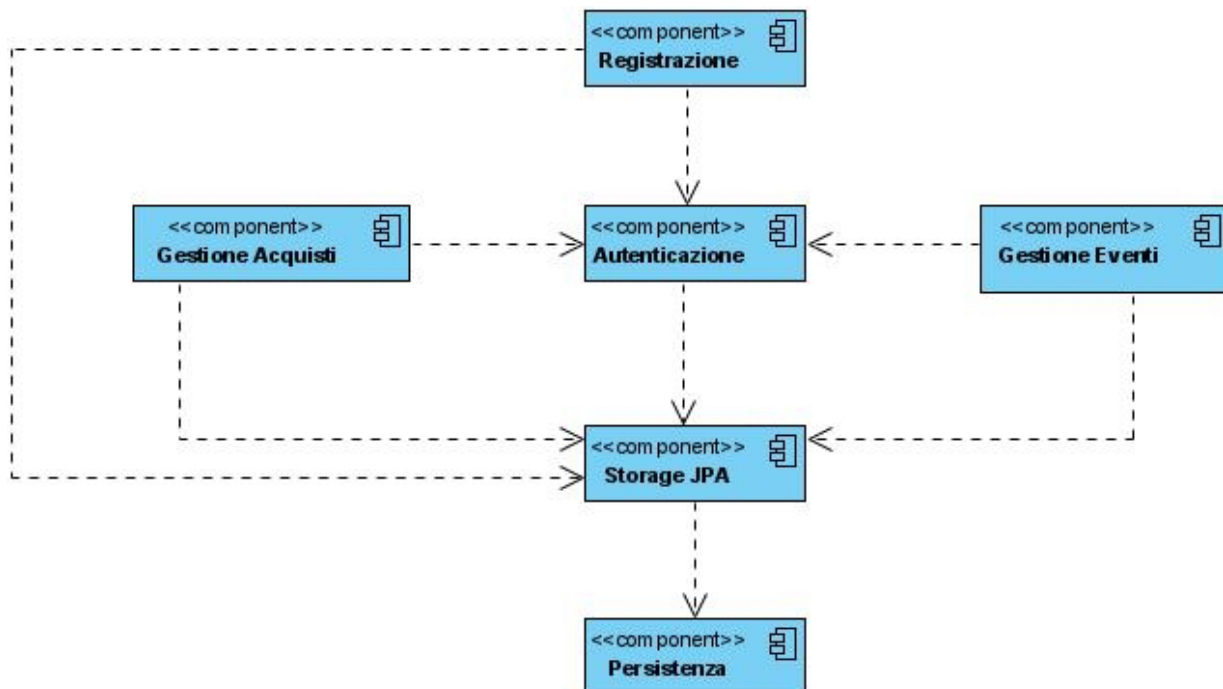 <<component>>
Registrazione
<<component>>
Gestione Acquisti
<<component>>
Autenticazione
<<component>>
Gestione Eventi
<<component>>
Storage JPA
<<component>>
Persistenza